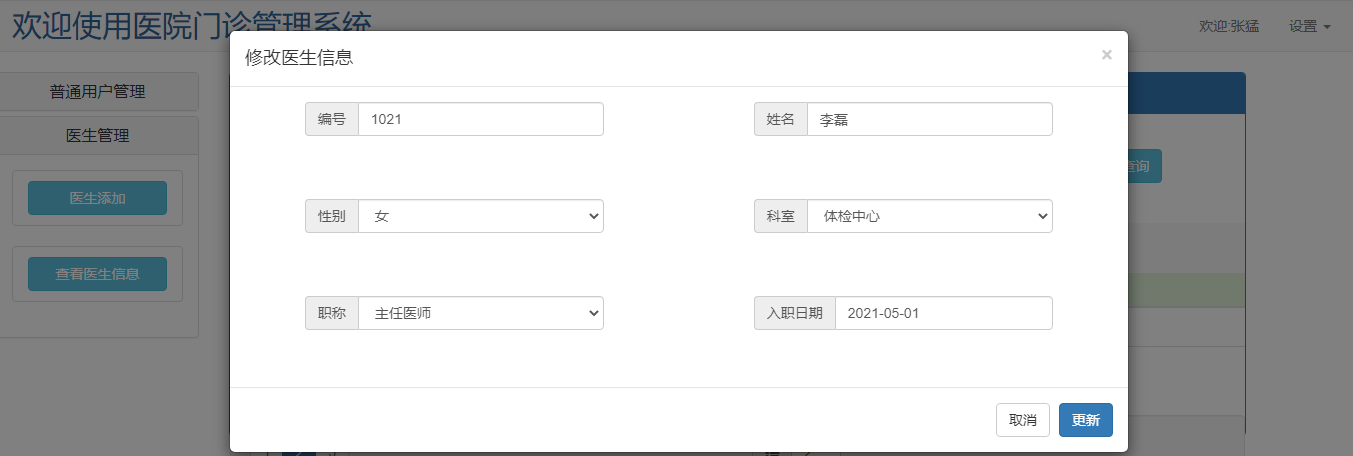 欢迎使用医院门诊管理系统
欢迎:张猛 设置
普通用户管理
医生管理
医生添加
查看医生信息
修改医生信息 ×
编号 1021 姓名 李磊
性别 女 科室 体检中心
职称 主任医师 入职日期 2021-05-01
取消 更新
查询